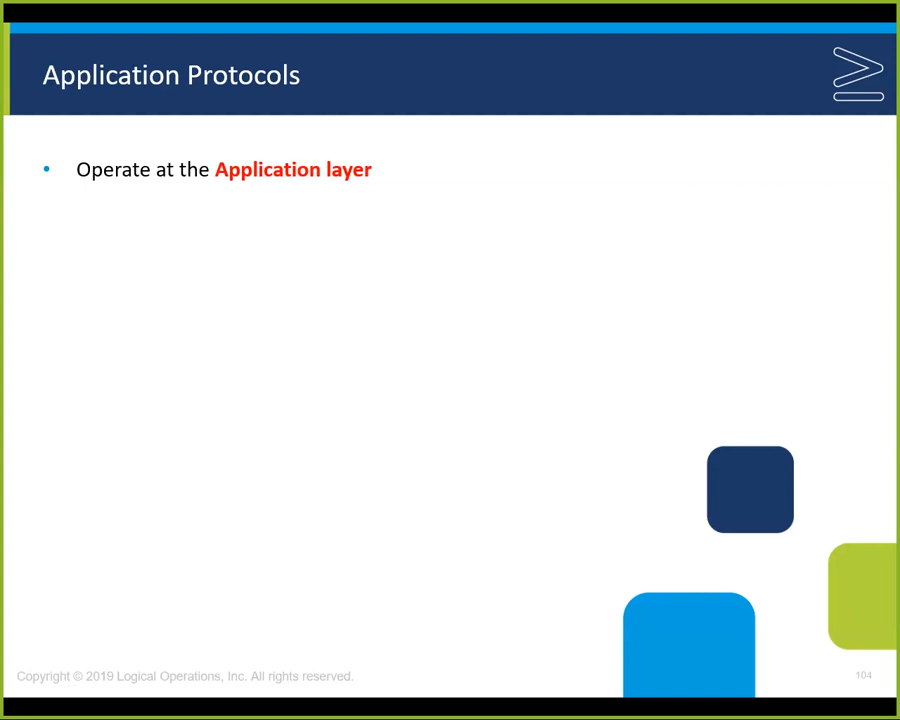 Application Protocols
• Operate at the Application layer
Copyright © 2019 Logical Operations, Inc. All rights reserved.
104